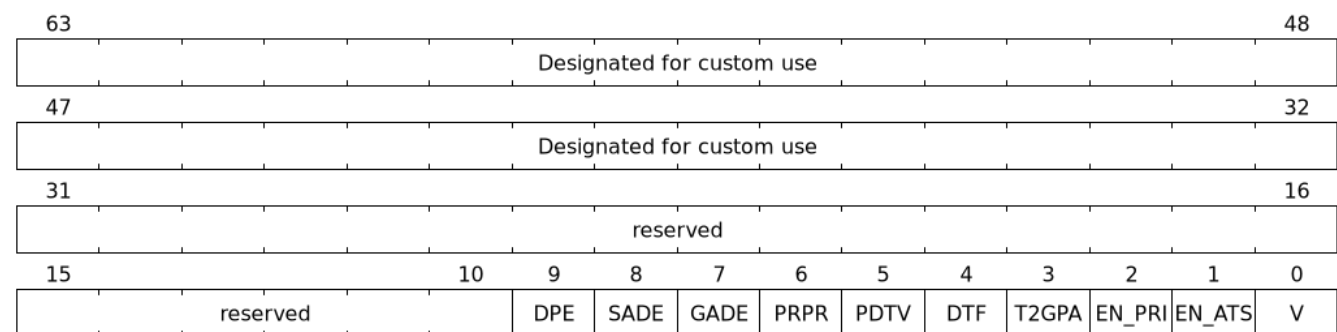 63 48
Designated for custom use
47 32
Designated for custom use
31 16
reserved
15 10 9 8 7 6 5 4 3 2 1 0
reserved DPE SADE GADE PRPR PDTV DTF T2GPA EN_PRI EN_ATS V